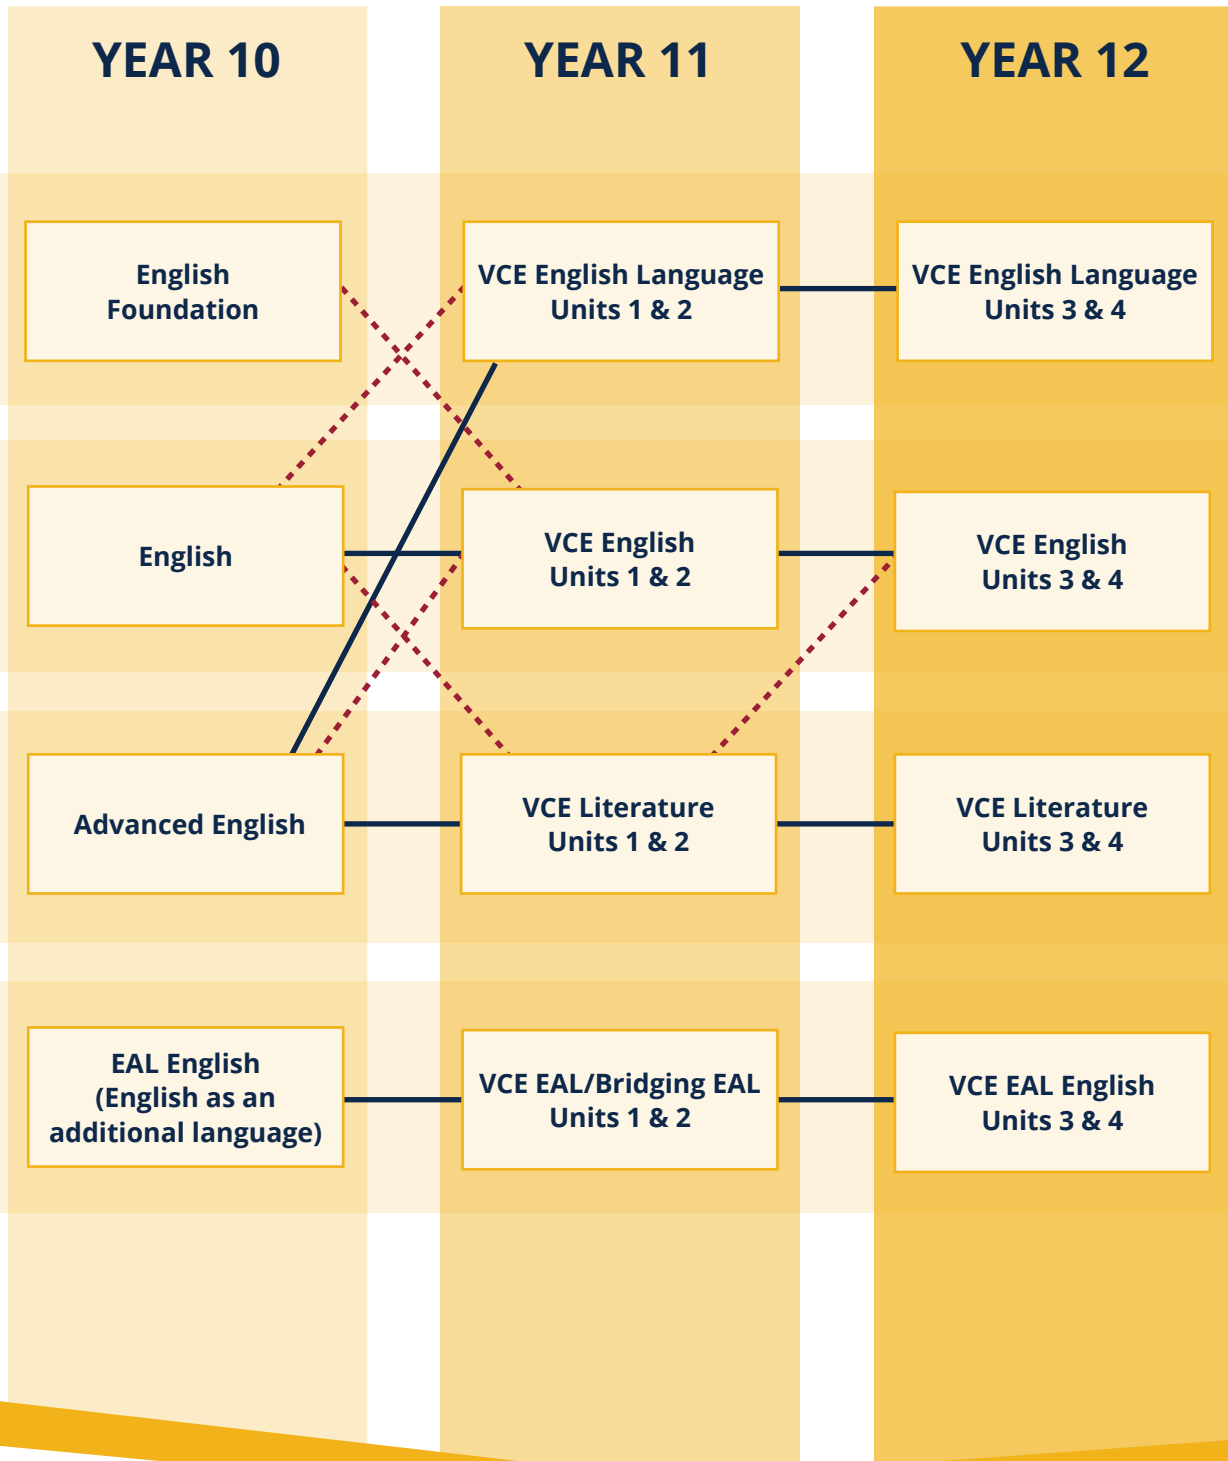 YEAR 10
YEAR 11
YEAR 12
English
Foundation
VCE English Language
Units 1 & 2
VCE English Language
Units 3 & 4
English
VCE English
Units 1 & 2
VCE English
Units 3 & 4
Advanced English
VCE Literature
Units 1 & 2
VCE Literature
Units 3 & 4
EAL English
(English as an
additional language)
VCE EAL/Bridging EAL
Units 1 & 2
VCE EAL English
Units 3 & 4